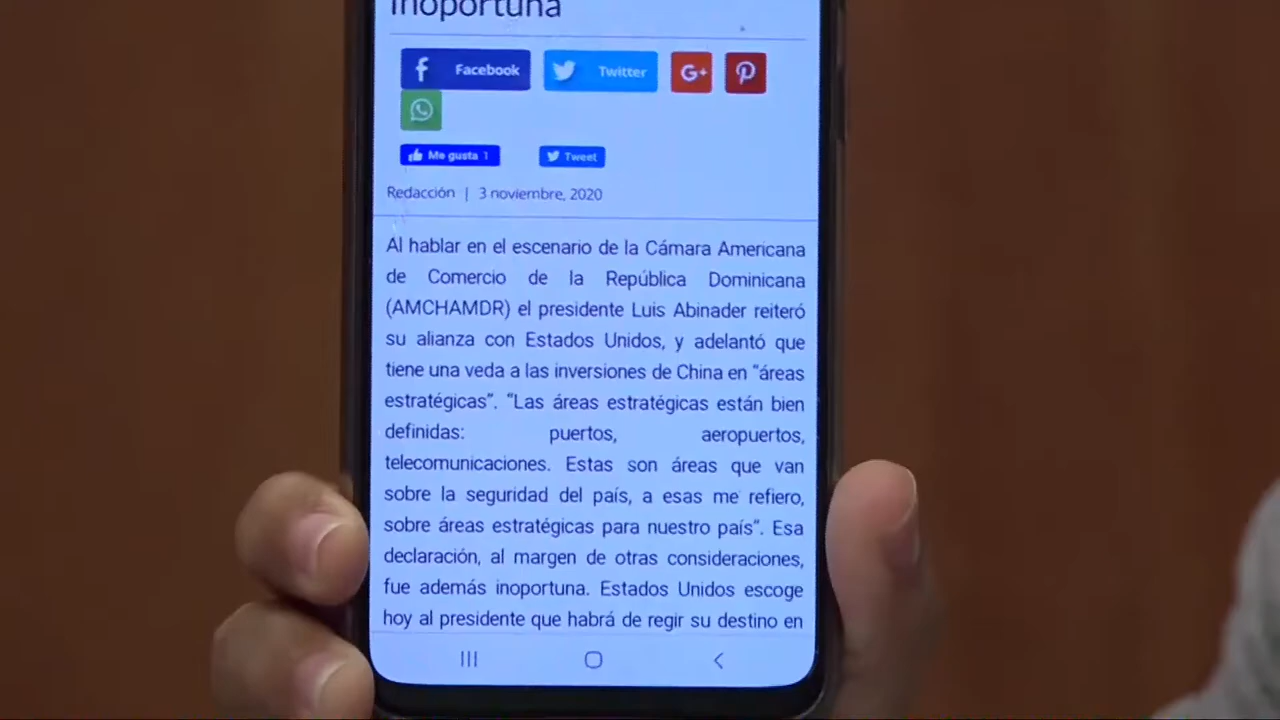 inoportuna
Facebook
Twitter
G+
Me gusta 1
Tweet
Redacción | 3 noviembre, 2020
Al hablar en el escenario de la Cámara Americana
de Comercio de la República Dominicana
(AMCHAMDR) el presidente Luis Abinader reiteró
su alianza con Estados Unidos, y adelantó que
tiene una veda a las inversiones de China en “áreas
estratégicas”. “Las áreas estratégicas están bien
definidas: puertos, aeropuertos,
telecomunicaciones. Estas son áreas que van
sobre la seguridad del país, a esas me refiero,
sobre áreas estratégicas para nuestro país”. Esa
declaración, al margen de otras consideraciones,
fue además inoportuna. Estados Unidos escoge
hoy al presidente que habrá de regir su destino en